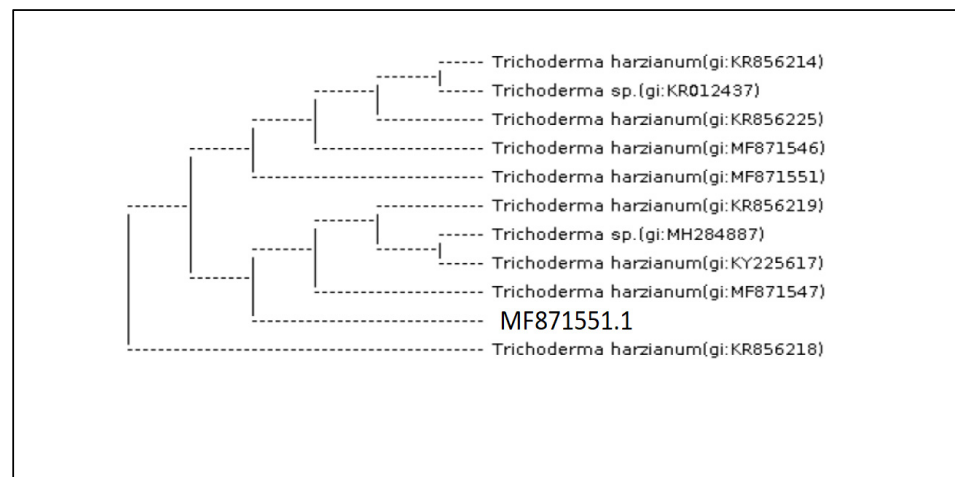 Trichoderma harzianum(gi:KR856214)
Trichoderma sp.(gi:KR012437)
Trichoderma harzianum(gi:KR856225)
Trichoderma harzianum(gi:MF871546)
Trichoderma harzianum(gi:MF871551)
Trichoderma harzianum(gi:KR856219)
Trichoderma sp.(gi:MH284887)
Trichoderma harzianum(gi:KY225617)
Trichoderma harzianum(gi:MF871547)
MF871551.1
Trichoderma harzianum(gi:KR856218)